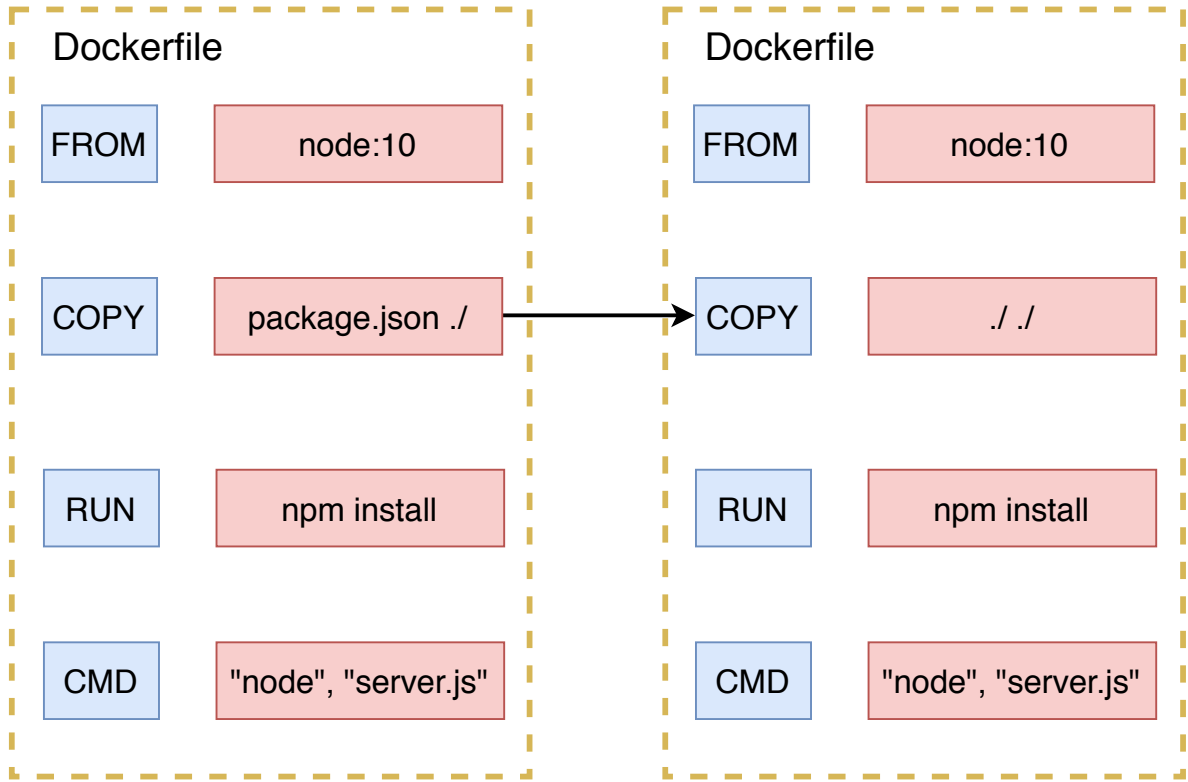 Dockerfile
FROM node:10
COPY package.json ./
RUN npm install
CMD "node", "server.js"
Dockerfile
FROM node:10
COPY ./ ./
RUN npm install
CMD "node", "server.js"